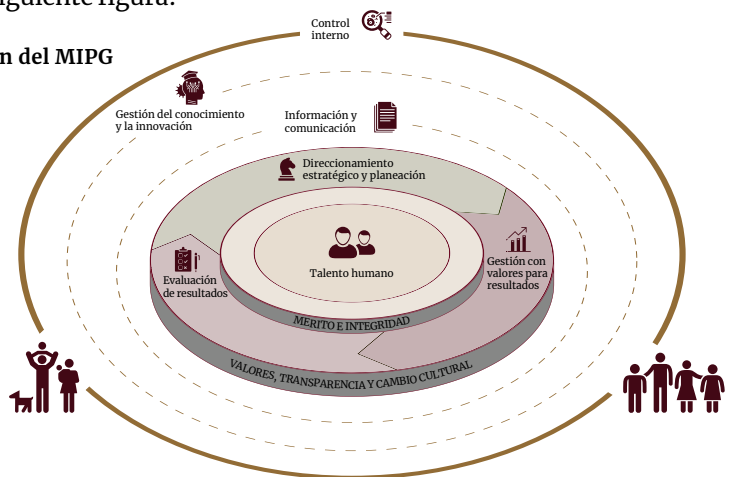 siguiente figura:
n del MIPG
Control
interno
Gestión del conocimiento
y la innovación
Información y
comunicación
Direccionamiento
estratégico y planeación
Talento humano
Gestión con
valores para
resultados
Evaluación
de resultados
MERITO E INTEGRIDAD
VALORES, TRANSPARENCIA Y CAMBIO CULTURAL